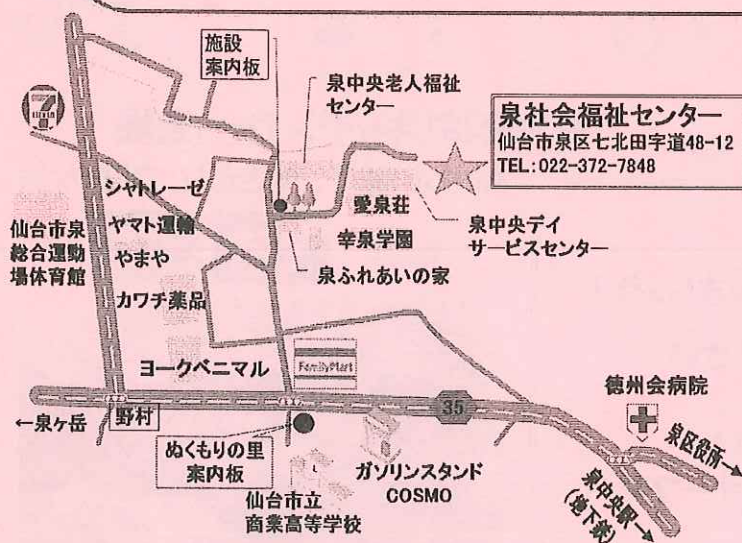 施設
案内板
泉中央老人福祉
センター
泉社会福祉センター
仙台市泉区七北田字道48-12
TEL:022-372-7848
シャトレーゼ
ヤマト運輸
やまや
カワチ薬品
仙台市泉
総合運動
場体育館
愛泉荘
幸泉学園
泉ふれあいの家
泉中央デイ
サービスセンター
ヨークベニマル
FamilyMart
35
徳州会病院
←泉ヶ岳
野村
ぬくもりの里
案内板
仙台市立
商業高等学校
ガソリンスタンド
COSMO
泉区役所→
泉中央駅→
(地下鉄)
7